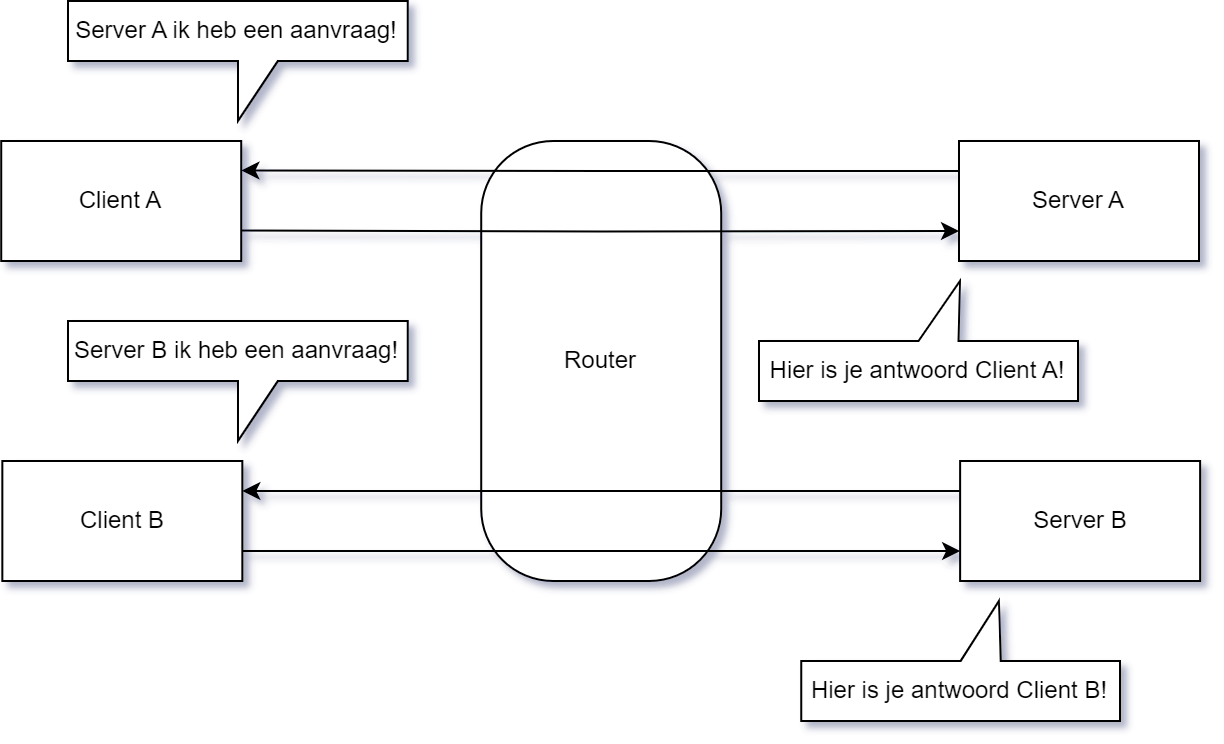 Server A ik heb een aanvraag!
Client A
Server A
Server B ik heb een aanvraag!
Router
Hier is je antwoord Client A!
Client B
Server B
Hier is je antwoord Client B!